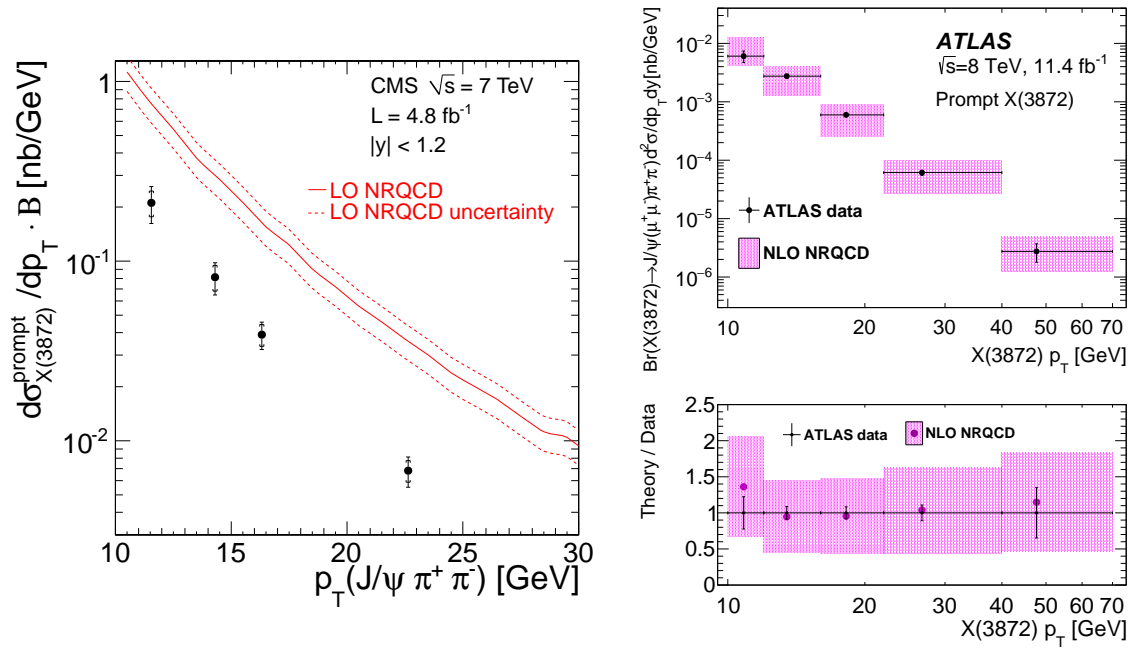 dσ^prompt_X(3872)/dp_T · B [nb/GeV]
1
10^-1
10^-2
CMS √s = 7 TeV
L = 4.8 fb^-1
|y| < 1.2
LO NRQCD
LO NRQCD uncertainty
10 15 20 25 30
p_T(J/ψ π^+ π^-) [GeV]
Br(X(3872)→J/ψ(μ^+μ^-)π^+π^-)d^2σ/dp_Tdy[nb/GeV]
10^-2
10^-3
10^-4
10^-5
10^-6
ATLAS
√s=8 TeV, 11.4 fb^-1
Prompt X(3872)
ATLAS data
NLO NRQCD
10 20 30 40 50 60 70
X(3872) p_T [GeV]
Theory / Data
2.5
2
1.5
1
0.5
0
ATLAS data
NLO NRQCD
10 20 30 40 50 60 70
X(3872) p_T [GeV]